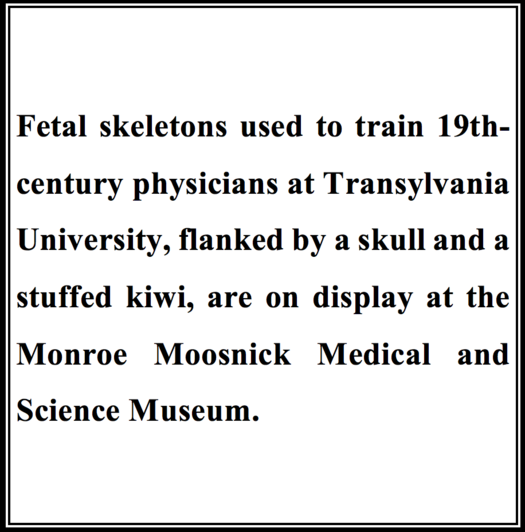 Fetal skeletons used to train 19th-
century physicians at Transylvania
University, flanked by a skull and a
stuffed kiwi, are on display at the
Monroe Moosnick Medical and
Science Museum.